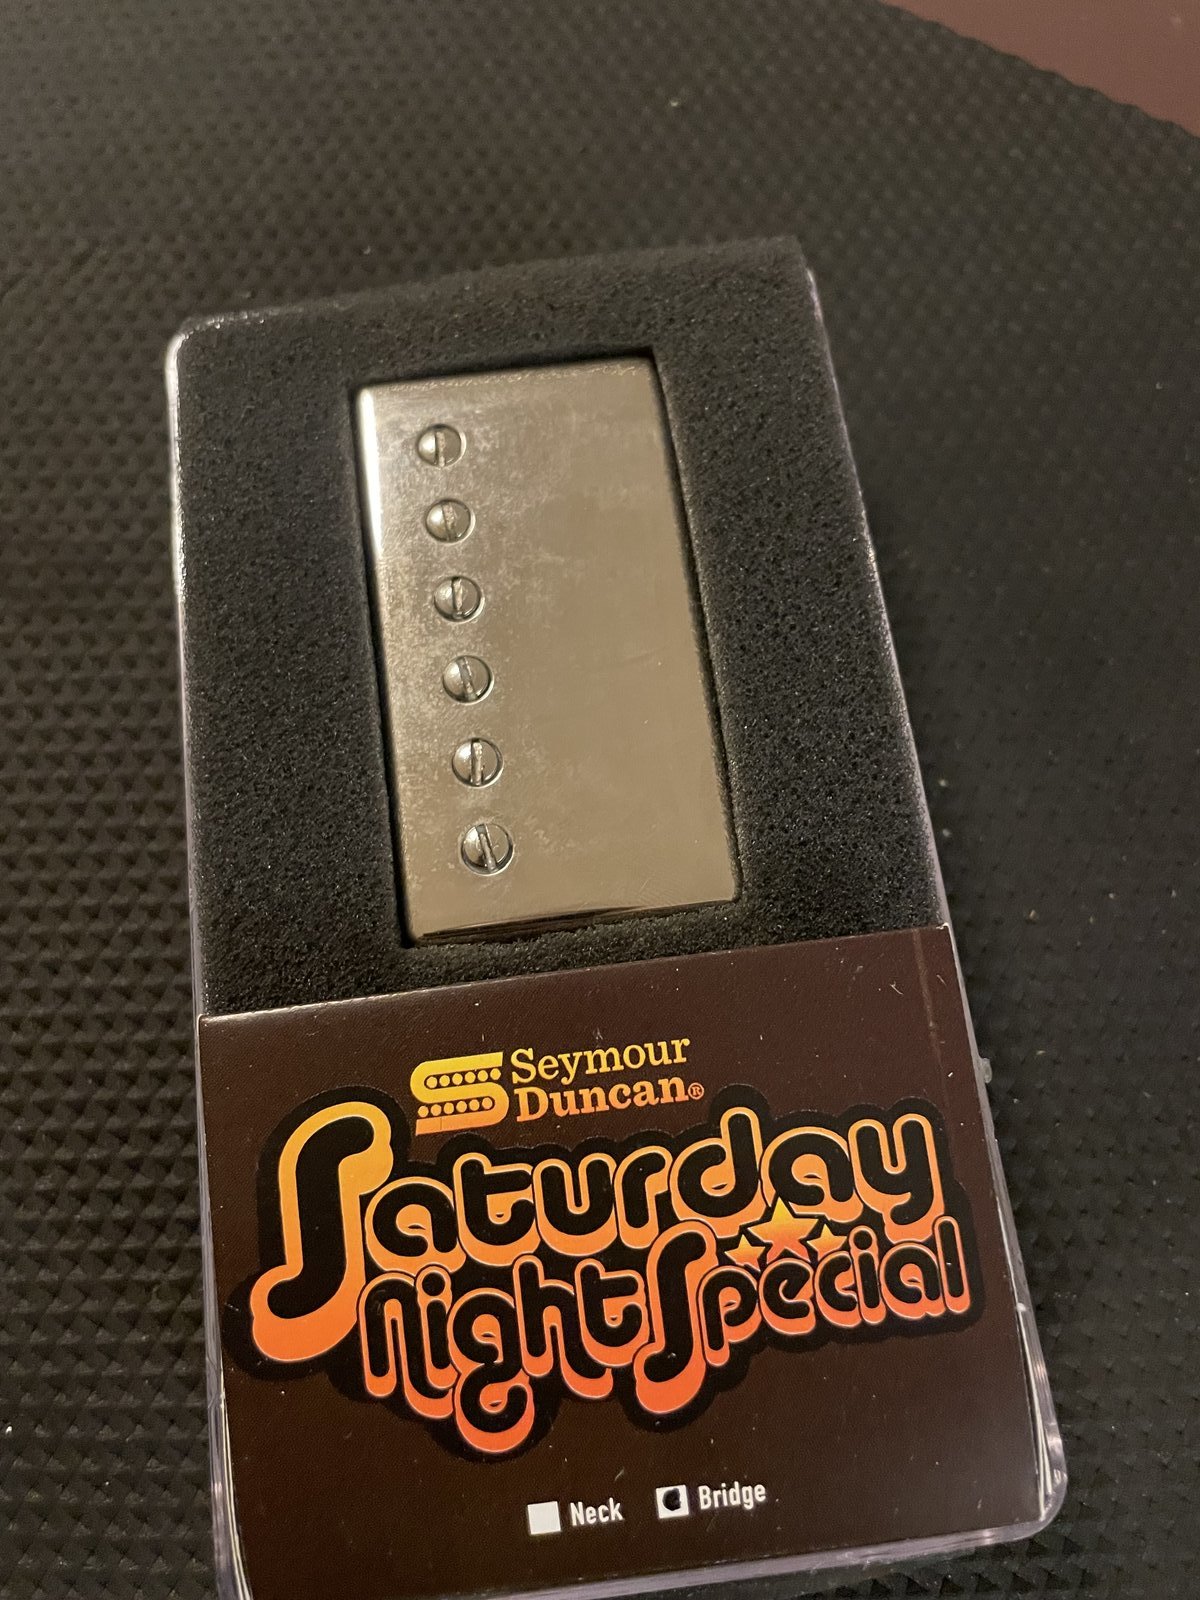 Seymour
Duncan®
Saturday
Night Special
Neck Bridge